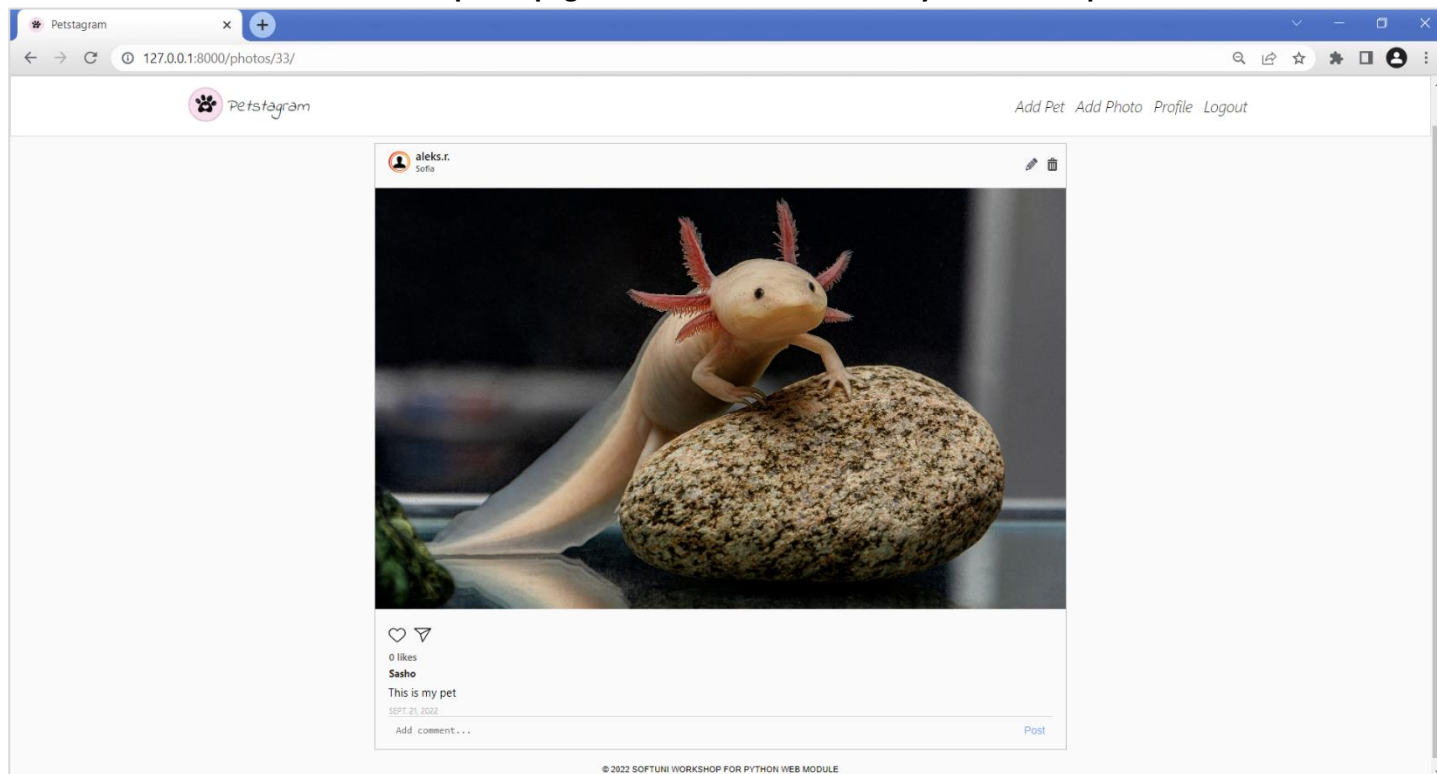 Petstagram
127.0.0.1:8000/photos/33/
Petstagram
Add Pet Add Photo Profile Logout
aleks.r.
Sofia
0 likes
Sasho
This is my pet
SEPT. 21, 2022
Add comment...
Post
© 2022 SOFTUNI WORKSHOP FOR PYTHON WEB MODULE